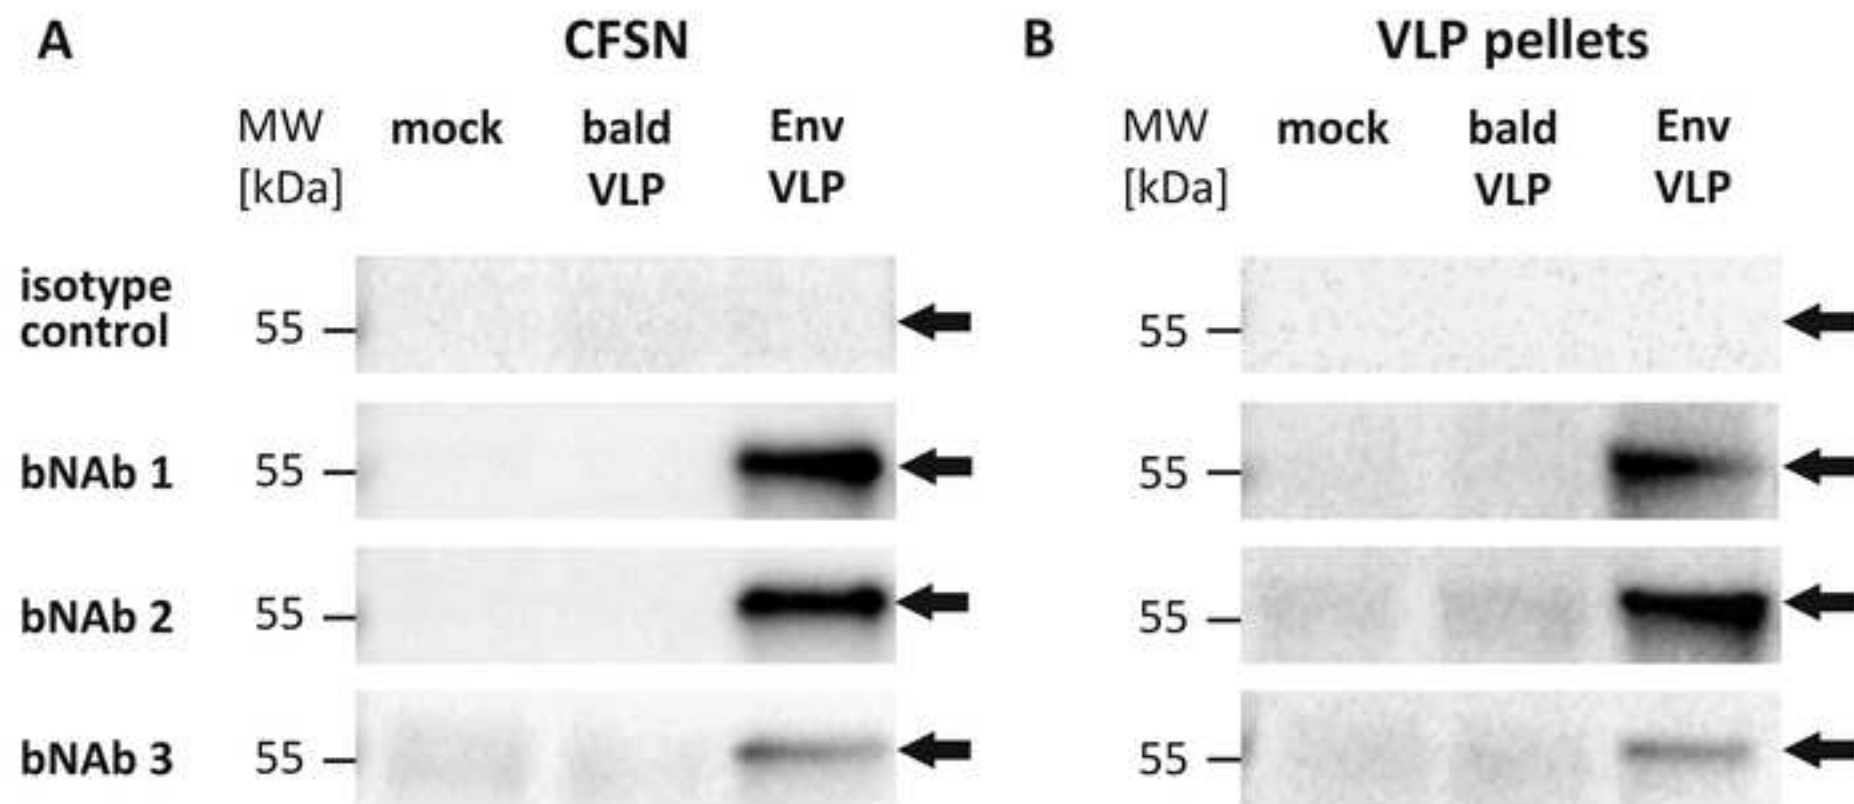 A CFSN B VLP pellets
MW mock bald Env MW mock bald Env
[kDa] VLP VLP [kDa] VLP VLP
isotype
control 55 55
bNAb 1 55 55
bNAb 2 55 55
bNAb 3 55 55